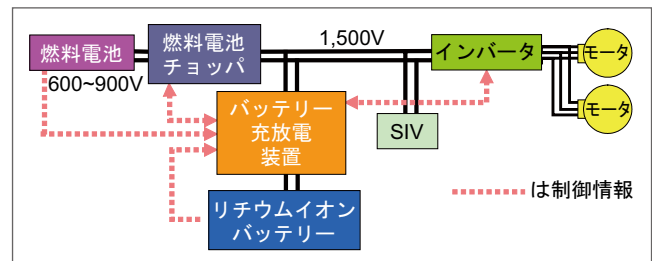 燃料電池
600~900V
燃料電池
チョッパ
1,500V
インバータ
モータ
モータ
バッテリー
充放電
装置
SIV
リチウムイオン
バッテリー
は制御情報